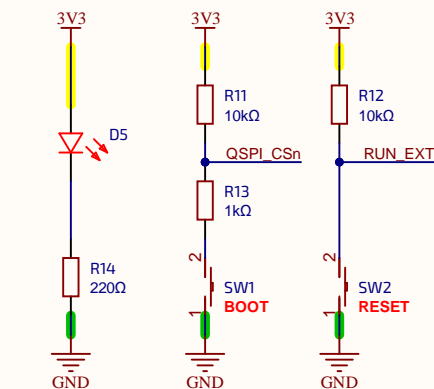 3V3
3V3
3V3
D5
R11
10kΩ
R12
10kΩ
QSPI_CSn
RUN_EXT
R13
1kΩ
R14
220Ω
2
1
SW1
BOOT
2
1
SW2
RESET
GND
GND
GND